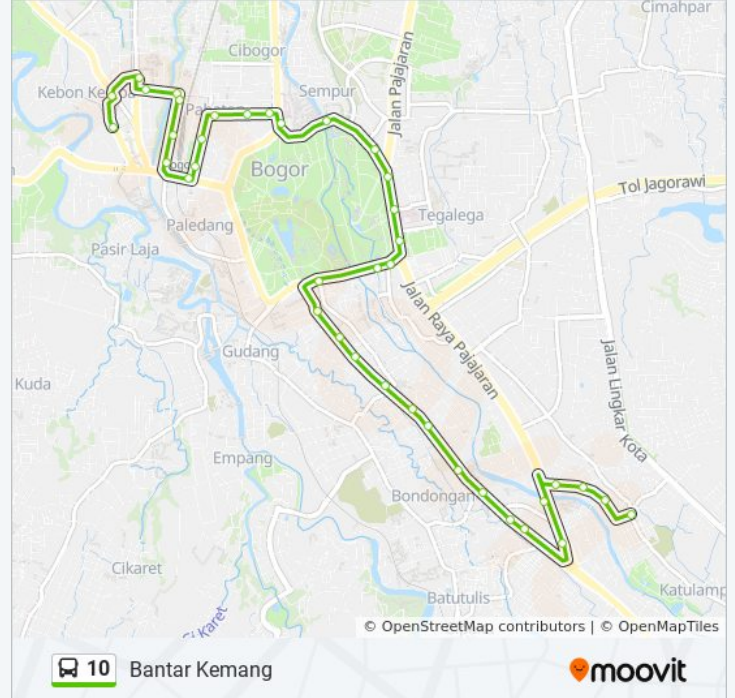 Cimahpar
Cibogor
Kebon Ke
Sempur
Jalan Pajajaran
Bogor
Tol Jagorawi
Tegalega
Paledang
Pasir Laja
Jalan Raya Pajajaran
Gudang
Kuda
Jalan Lingkar Kota
Empang
Bondongan
Cikaret
Katulamp
Batutulis
© OpenStreetMap contributors | © OpenMapTiles
10 Bantar Kemang
moovit